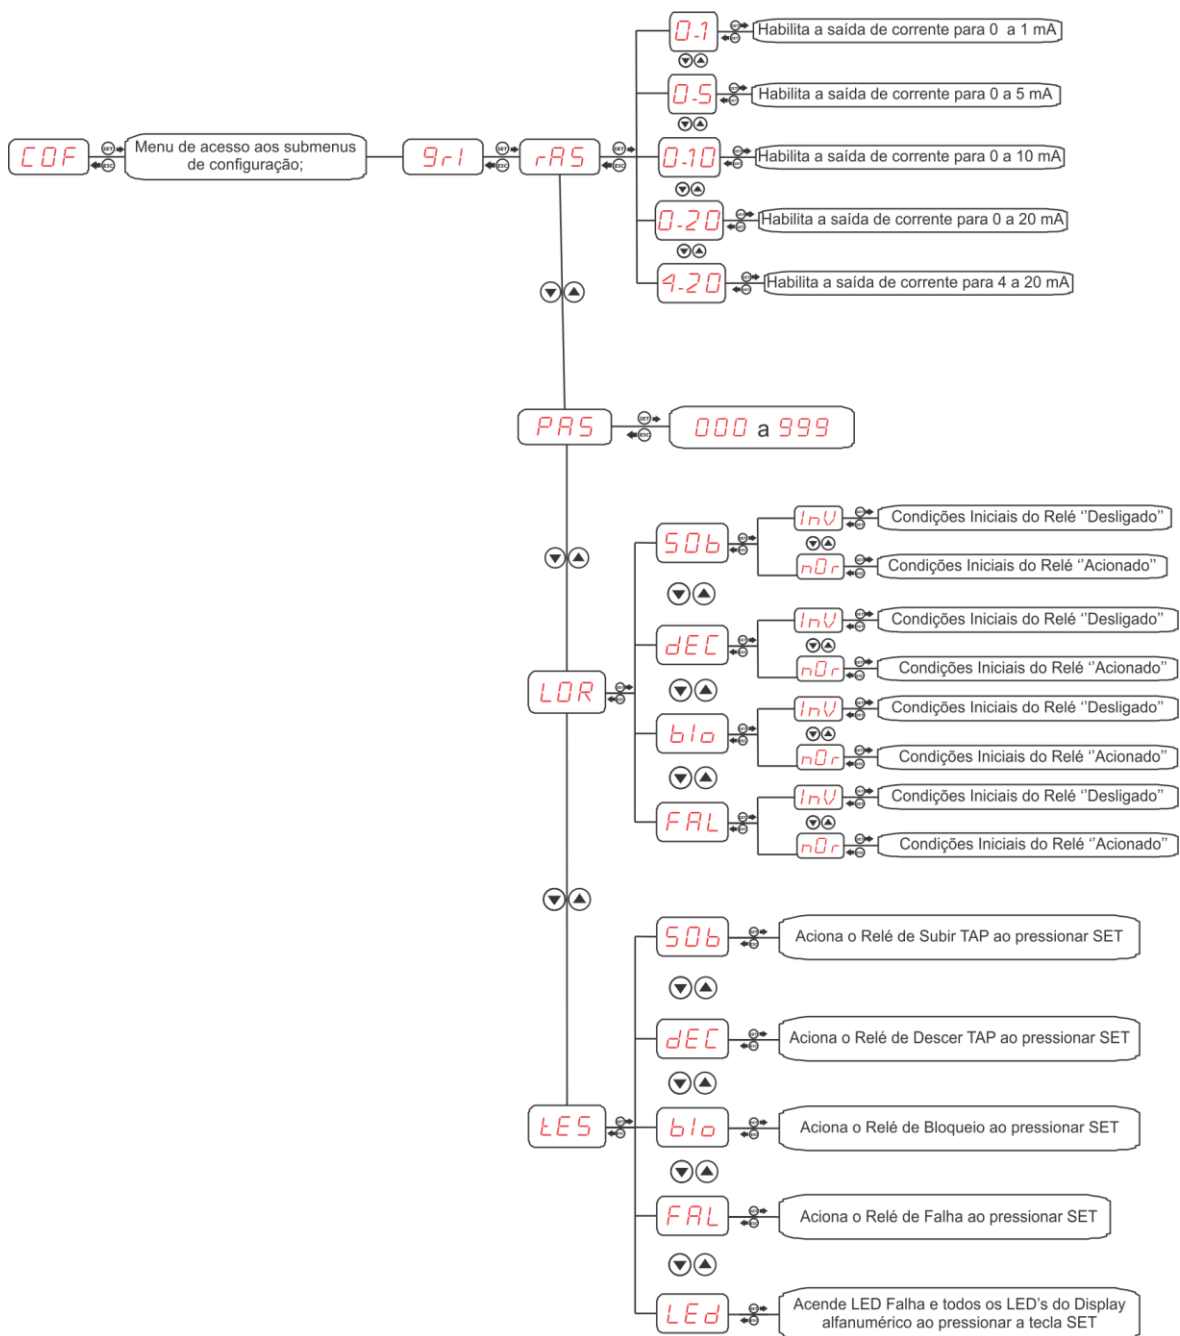 0.1
Habilita a saída de corrente para 0 a 1 mA
0.5
Habilita a saída de corrente para 0 a 5 mA
COF
Menu de acesso aos submenus
de configuração;
gri
rAS
0.10
Habilita a saída de corrente para 0 a 10 mA
0.20
Habilita a saída de corrente para 0 a 20 mA
4.20
Habilita a saída de corrente para 4 a 20 mA
PAS
SET
ESC
000 a 999
SOb
InV
Condições Iniciais do Relé "Desligado"
nOr
Condições Iniciais do Relé "Acionado"
dEC
InV
Condições Iniciais do Relé "Desligado"
nOr
Condições Iniciais do Relé "Acionado"
LOR
blo
InV
Condições Iniciais do Relé "Desligado"
nOr
Condições Iniciais do Relé "Acionado"
FAL
InV
Condições Iniciais do Relé "Desligado"
nOr
Condições Iniciais do Relé "Acionado"
SOb
Aciona o Relé de Subir TAP ao pressionar SET
dEC
Aciona o Relé de Descer TAP ao pressionar SET
tES
blo
Aciona o Relé de Bloqueio ao pressionar SET
FAL
Aciona o Relé de Falha ao pressionar SET
LEd
Acende LED Falha e todos os LED's do Display
alfanumérico ao pressionar a tecla SET